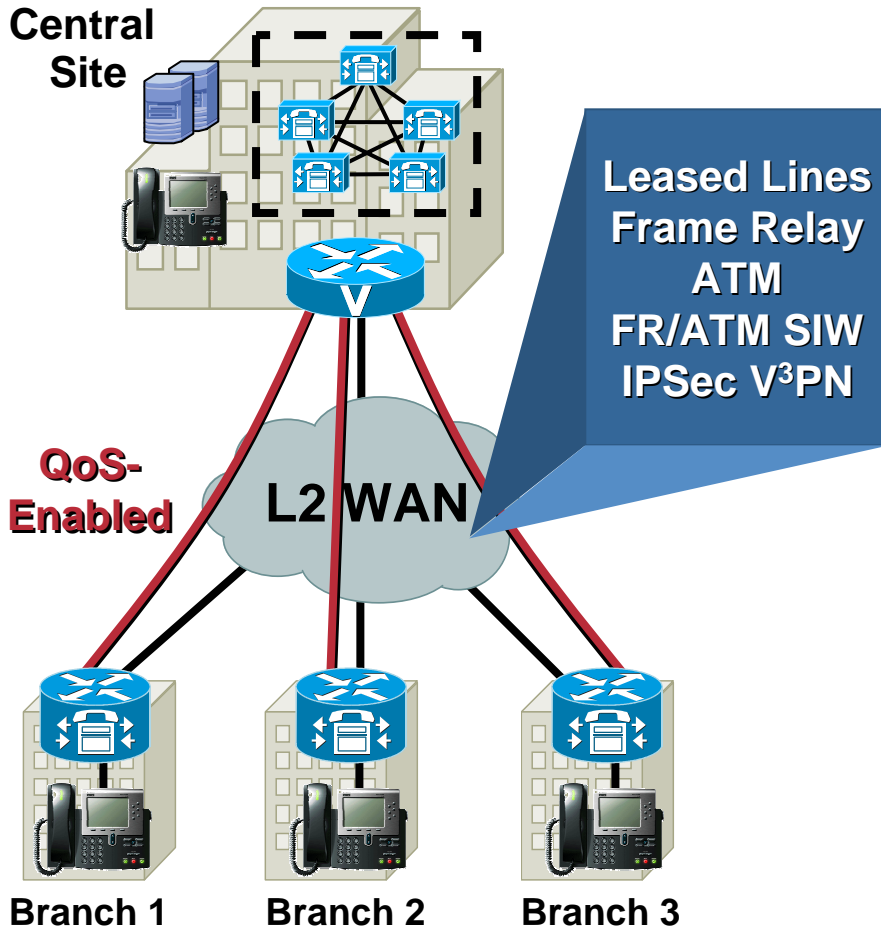 Central
Site
Leased Lines
Frame Relay
ATM
FR/ATM SIW
IPSec V³PN
V
QoS-
Enabled
L2 WAN
Branch 1
Branch 2
Branch 3